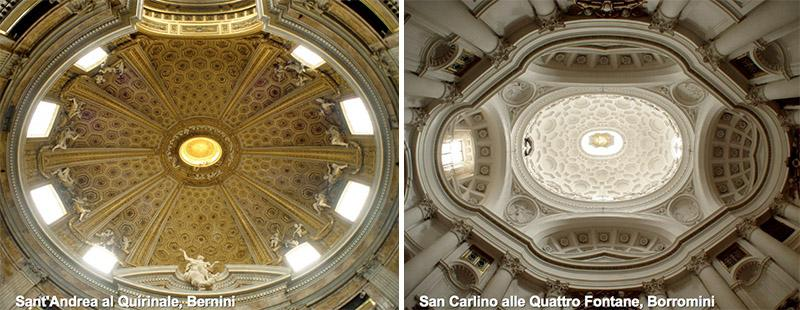 Sant'Andrea al Quirinale, Bernini
San Carlino alle Quattro Fontane, Borromini